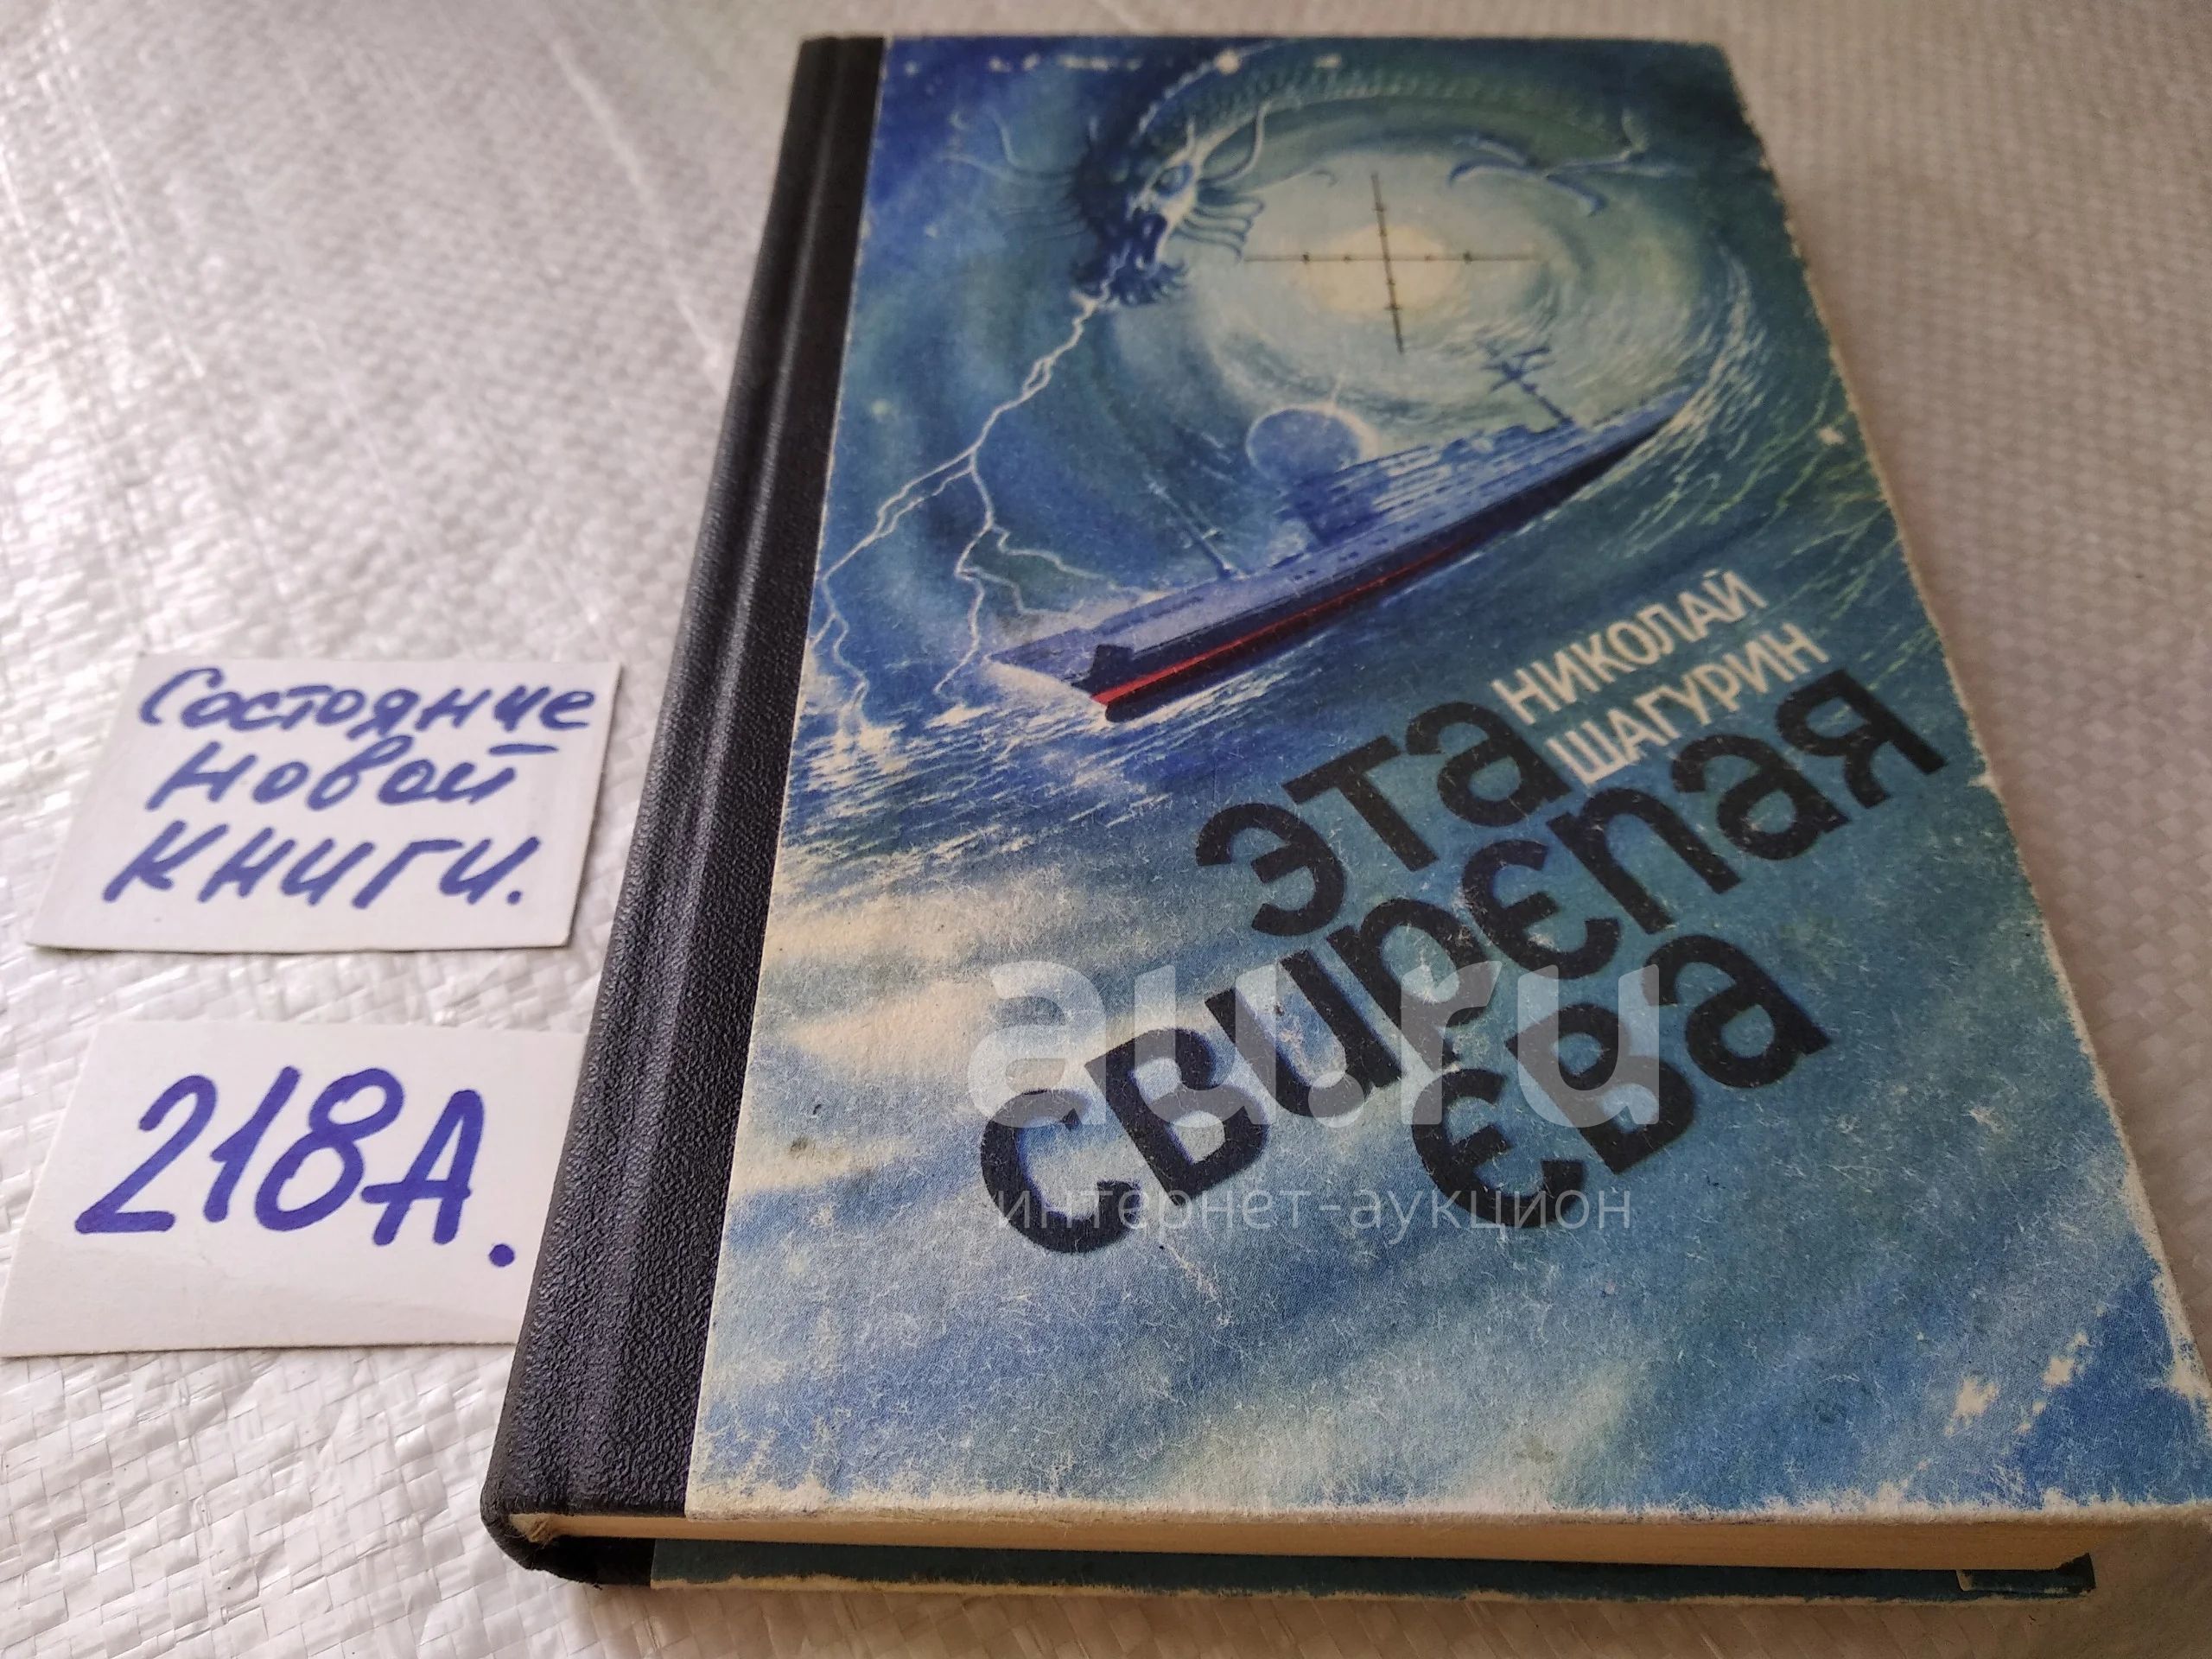 Состояние
новой
книги.
218А.
НИКОЛАЙ
ШАГУРИН
Эта
свирепая
Ева
au.ru
интернет-аукцион